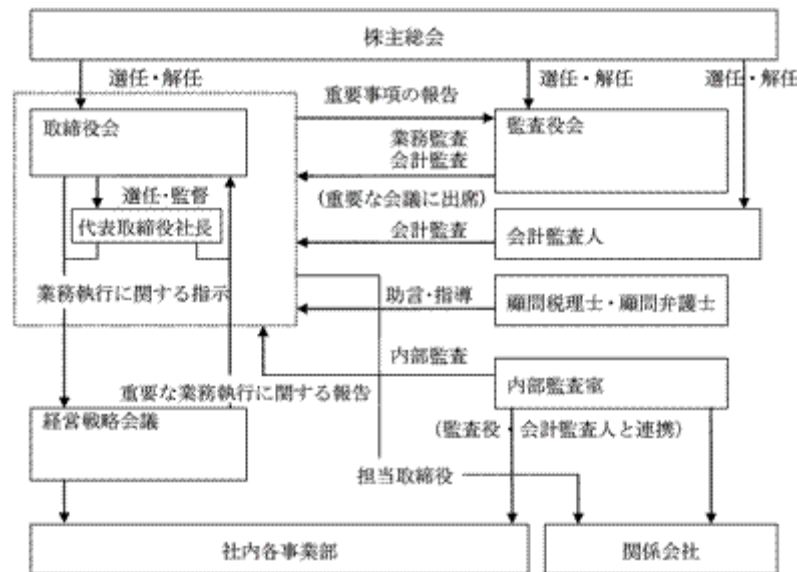 株主総会
選任・解任
選任・解任
選任・解任
重要事項の報告
取締役会
監査役会
業務監査
会計監査
選任・監督
(重要な会議に出席)
代表取締役社長
会計監査
会計監査人
業務執行に関する指示
助言・指導
顧問税理士・顧問弁護士
内部監査
内部監査室
重要な業務執行に関する報告
経営戦略会議
(監査役・会計監査人と連携)
担当取締役
社内各事業部
関係会社